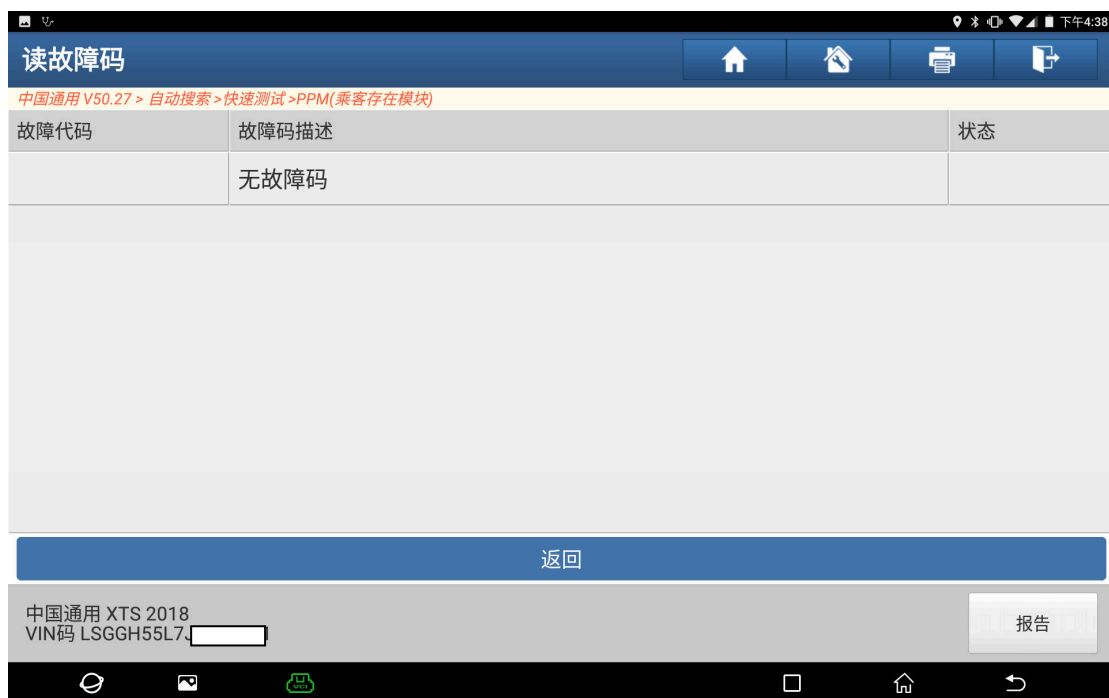 下午4:38
读故障码
中国通用 V50.27 > 自动搜索 >快速测试 >PPM(乘客存在模块)
故障代码 故障码描述 状态
无故障码
返回
中国通用 XTS 2018
VIN码 LSGGH55L7J
报告
VCI